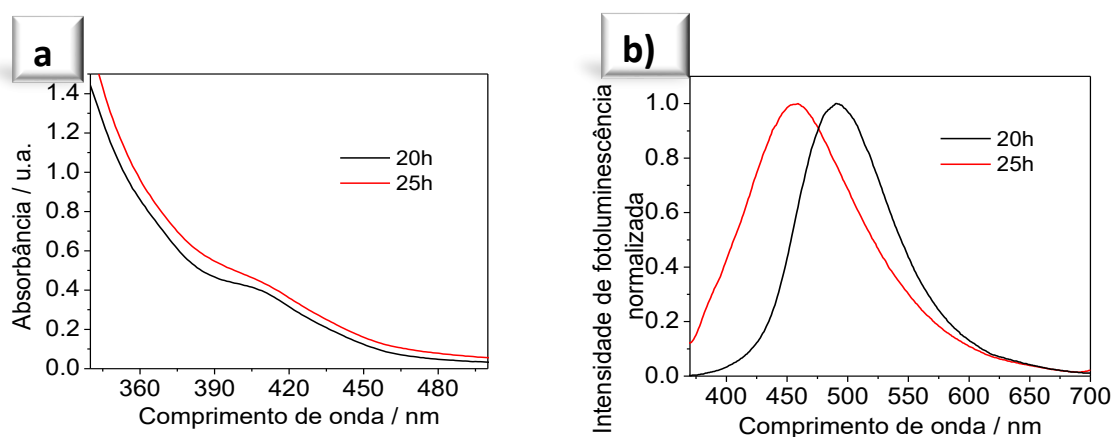 a
1.4
1.2
1.0
0.8
0.6
0.4
0.2
0.0
Absorbância / u.a.
20h
25h
360 390 420 450 480
Comprimento de onda / nm
b)
1.0
0.8
0.6
0.4
0.2
0.0
Intensidade de fotoluminescência
normalizada
20h
25h
400 450 500 550 600 650 700
Comprimento de onda / nm